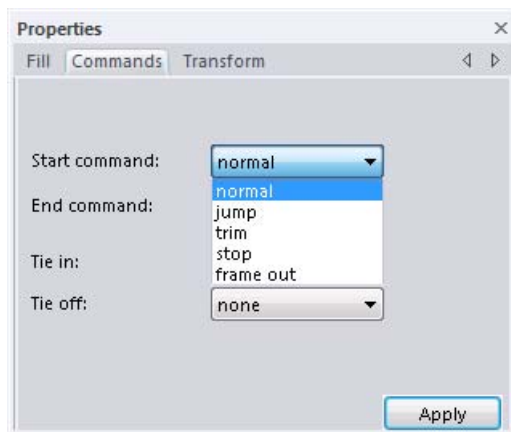 Properties
Fill Commands Transform
Start command: normal
normal
End command:
jump
trim
stop
Tie in:
frame out
Tie off: none
Apply